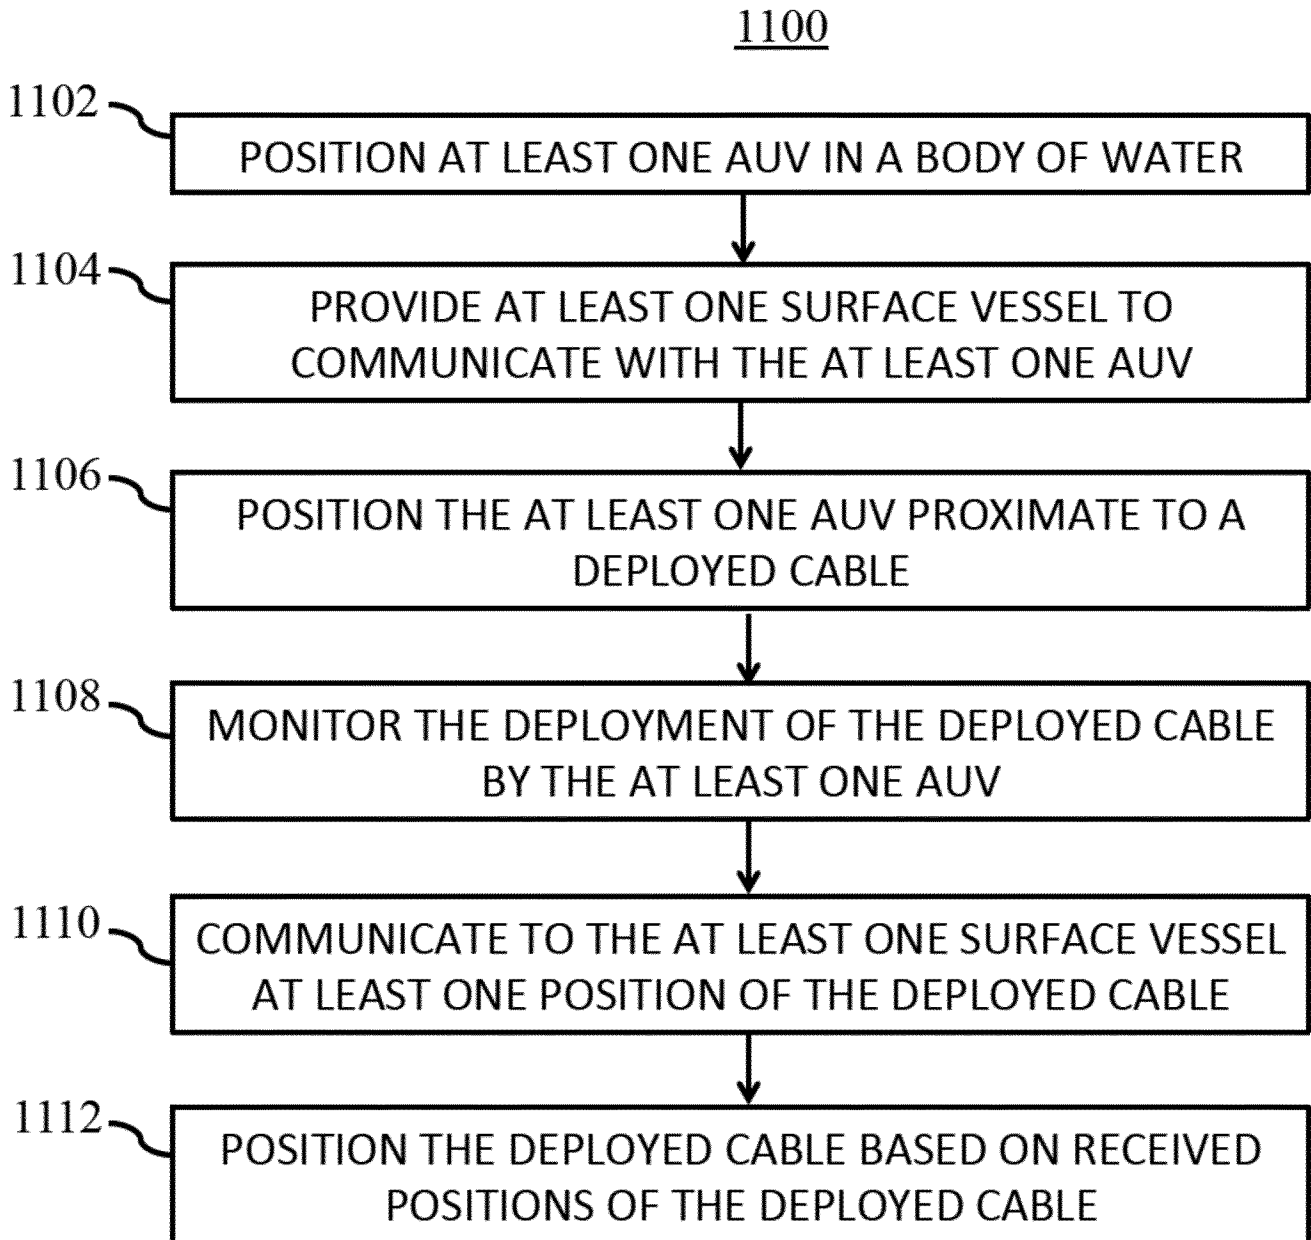 1100
1102
POSITION AT LEAST ONE AUV IN A BODY OF WATER
1104
PROVIDE AT LEAST ONE SURFACE VESSEL TO
COMMUNICATE WITH THE AT LEAST ONE AUV
1106
POSITION THE AT LEAST ONE AUV PROXIMATE TO A
DEPLOYED CABLE
1108
MONITOR THE DEPLOYMENT OF THE DEPLOYED CABLE
BY THE AT LEAST ONE AUV
1110
COMMUNICATE TO THE AT LEAST ONE SURFACE VESSEL
AT LEAST ONE POSITION OF THE DEPLOYED CABLE
1112
POSITION THE DEPLOYED CABLE BASED ON RECEIVED
POSITIONS OF THE DEPLOYED CABLE